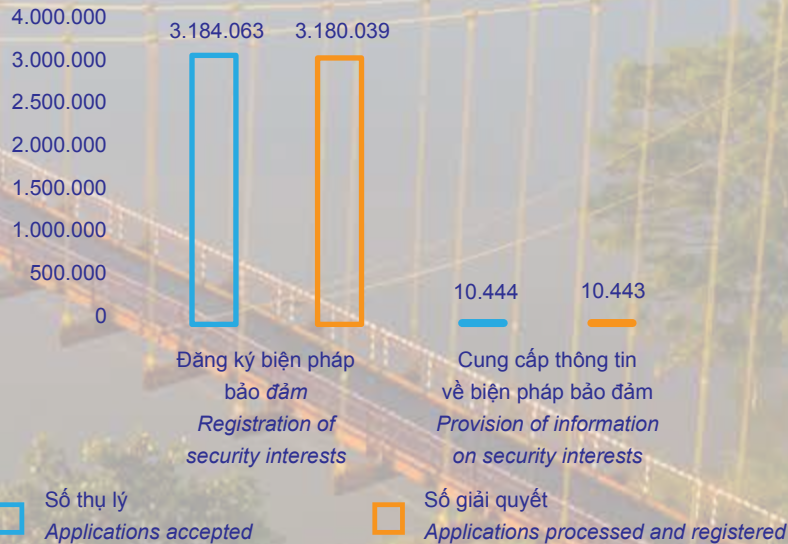 4.000.000
3.000.000
2.500.000
2.000.000
1.500.000
1.000.000
500.000
0
3.184.063
3.180.039
10.444
10.443
Đăng ký biện pháp
bảo đảm
Registration of
security interests
Cung cấp thông tin
về biện pháp bảo đảm
Provision of information
on security interests
Số thụ lý
Applications accepted
Số giải quyết
Applications processed and registered